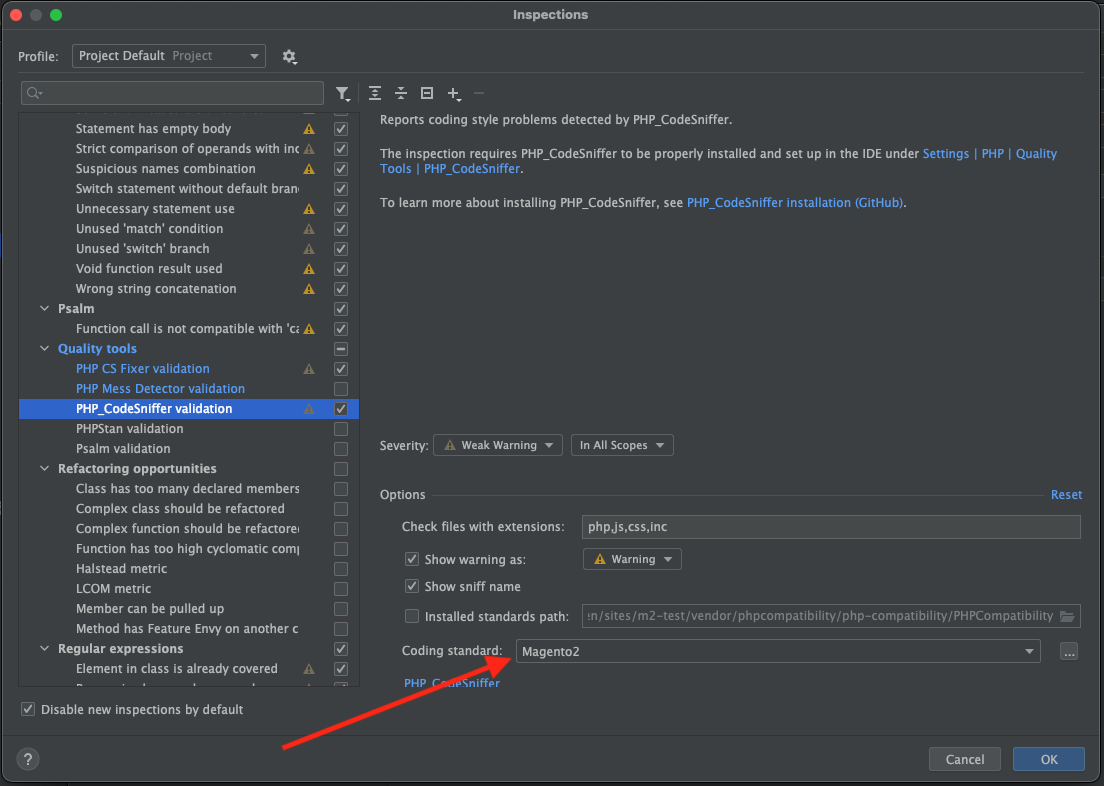 Inspections
Profile:
Project Default Project
Statement has empty body
Strict comparison of operands with inc
Suspicious names combination
Switch statement without default bran
Unnecessary statement use
Unused 'match' condition
Unused 'switch' branch
Void function result used
Wrong string concatenation
Psalm
Function call is not compatible with 'ca
Quality tools
PHP CS Fixer validation
PHP Mess Detector validation
PHP_CodeSniffer validation
PHPStan validation
Psalm validation
Refactoring opportunities
Class has too many declared members
Complex class should be refactored
Complex function should be refactored
Function has too high cyclomatic comp
Halstead metric
LCOM metric
Member can be pulled up
Method has Feature Envy on another c
Regular expressions
Element in class is already covered
Disable new inspections by default
Reports coding style problems detected by PHP_CodeSniffer.
The inspection requires PHP_CodeSniffer to be properly installed and set up in the IDE under Settings | PHP | Quality
Tools | PHP_CodeSniffer.
To learn more about installing PHP_CodeSniffer, see PHP_CodeSniffer installation (GitHub).
Severity: Weak Warning In All Scopes
Options Reset
Check files with extensions: php,js,css,inc
Show warning as: Warning
Show sniff name
Installed standards path: en/sites/m2-test/vendor/phpcompatibility/php-compatibility/PHPCompatibility
Coding standard: Magento2 ...
PHP_CodeSniffer
? Cancel OK